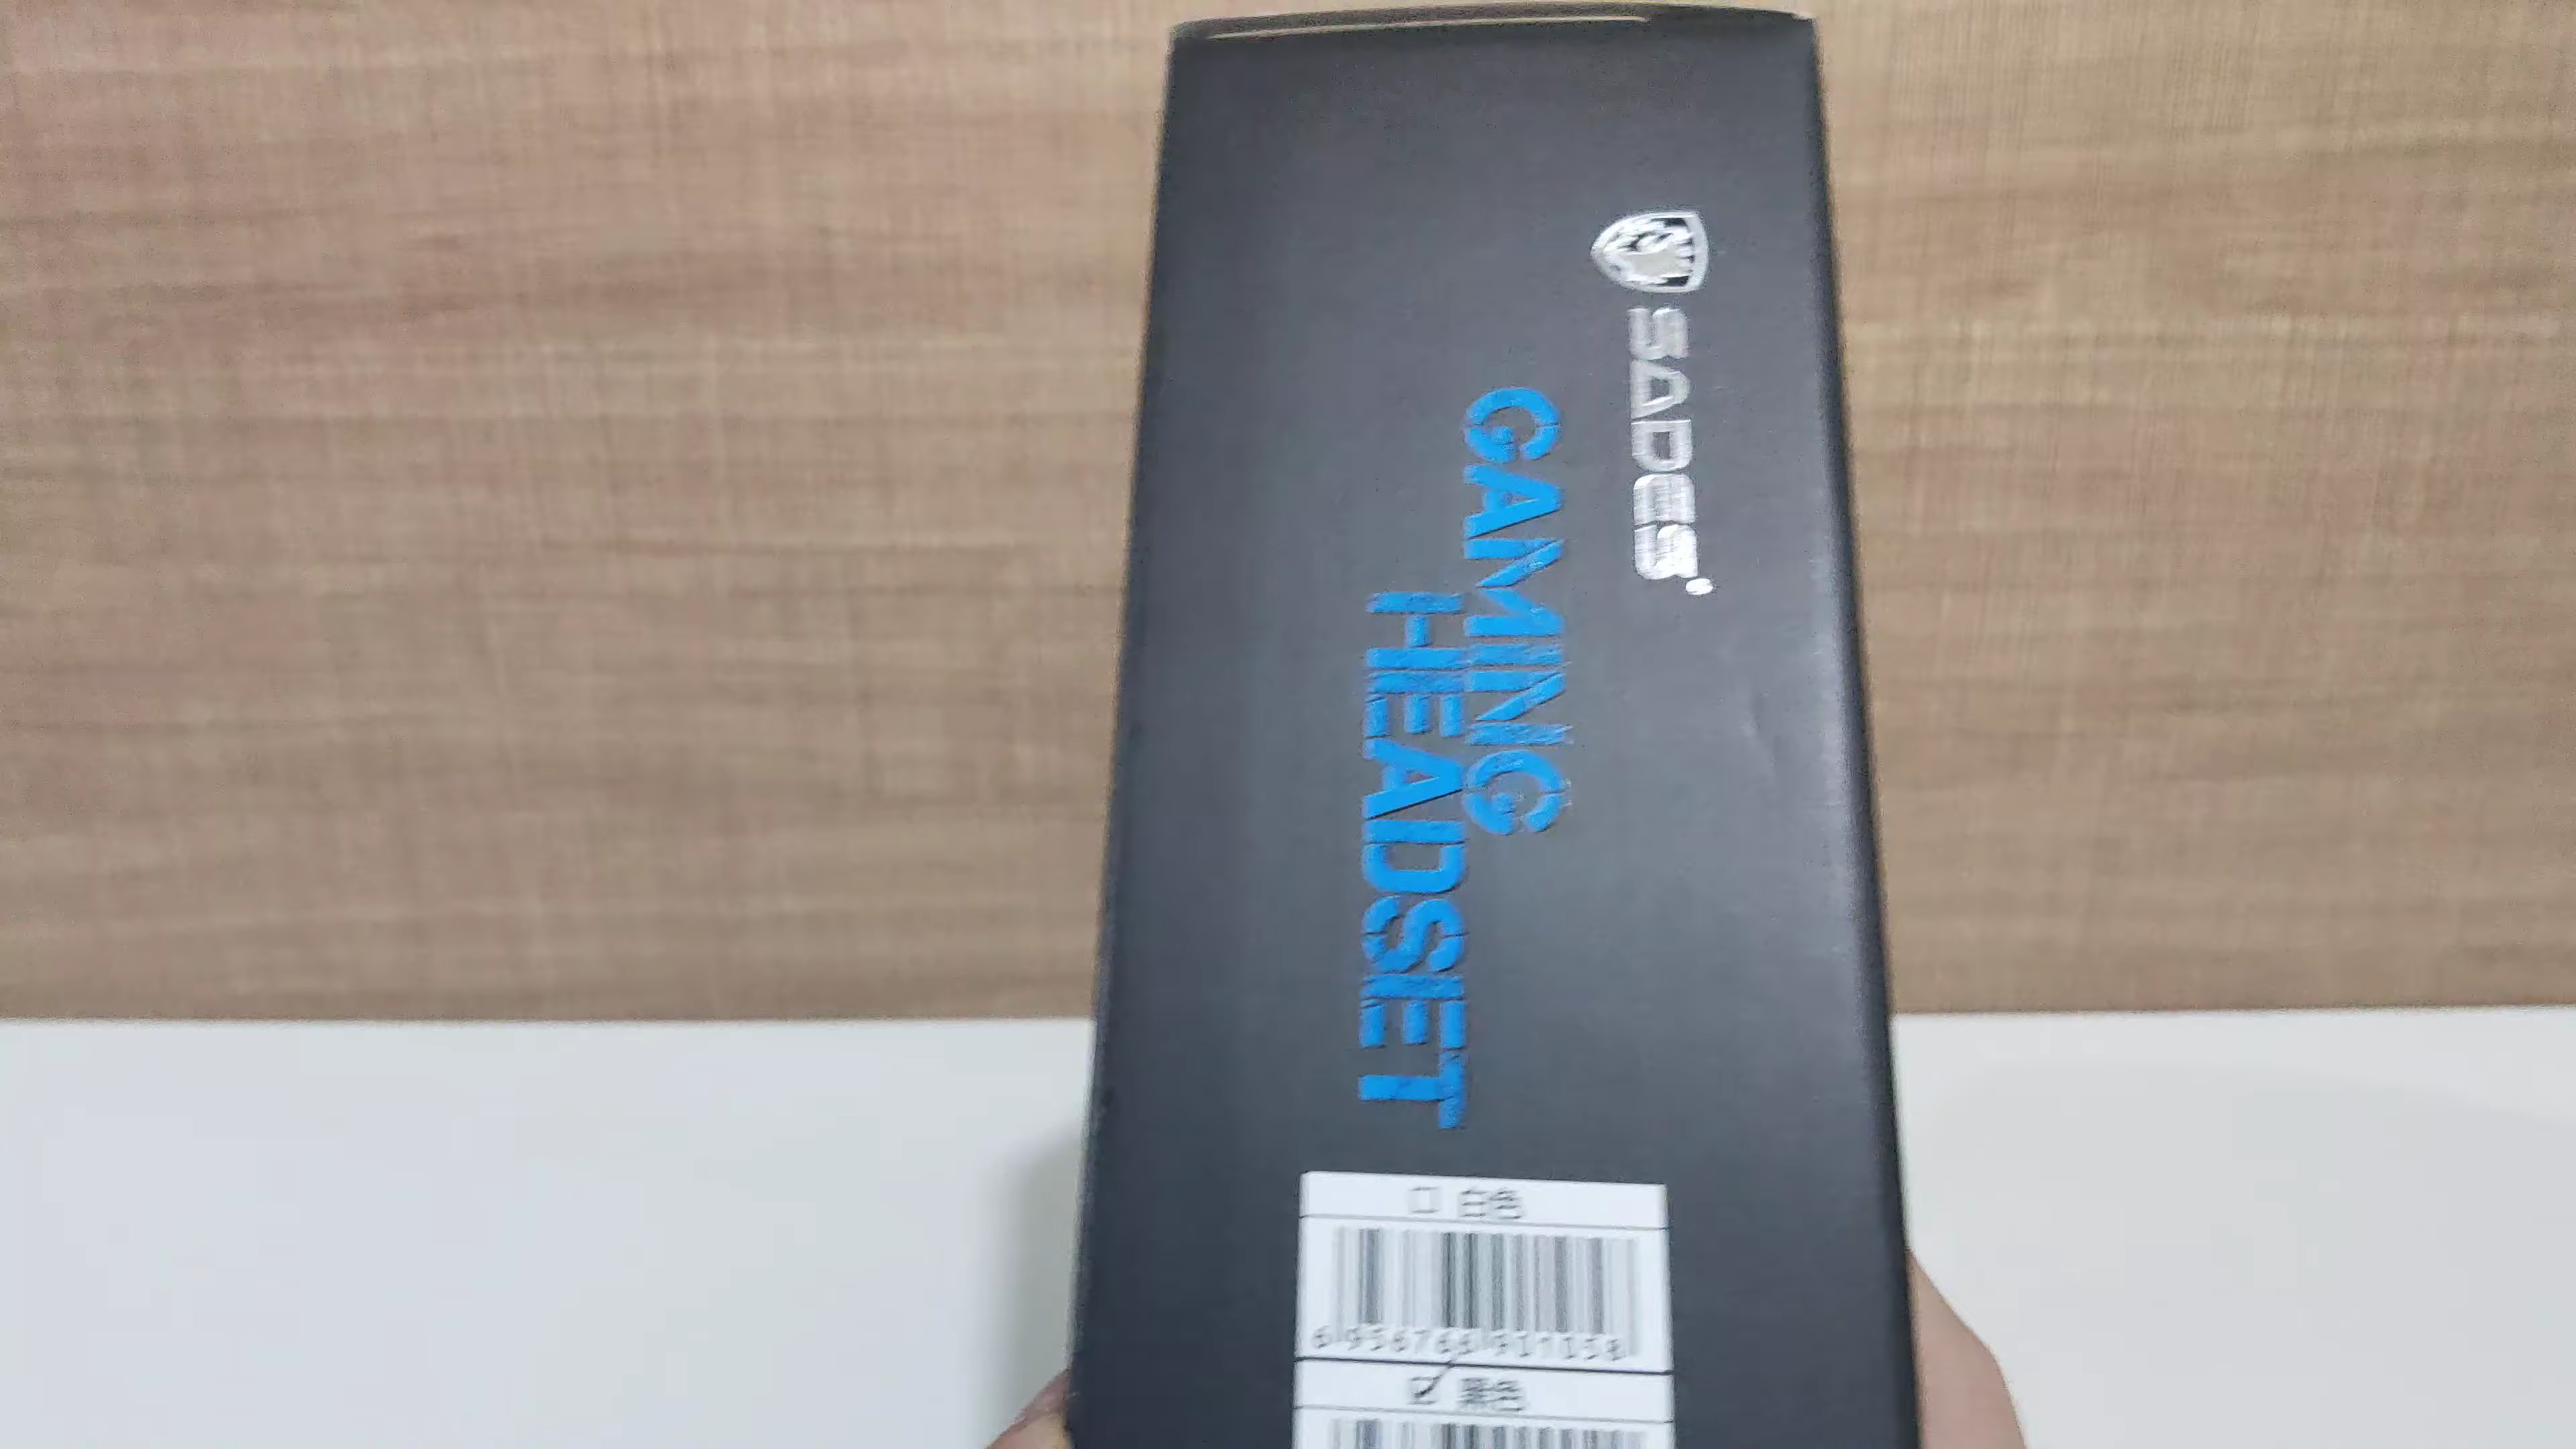 SADES
GAMING
HEADSET
白色
黑色